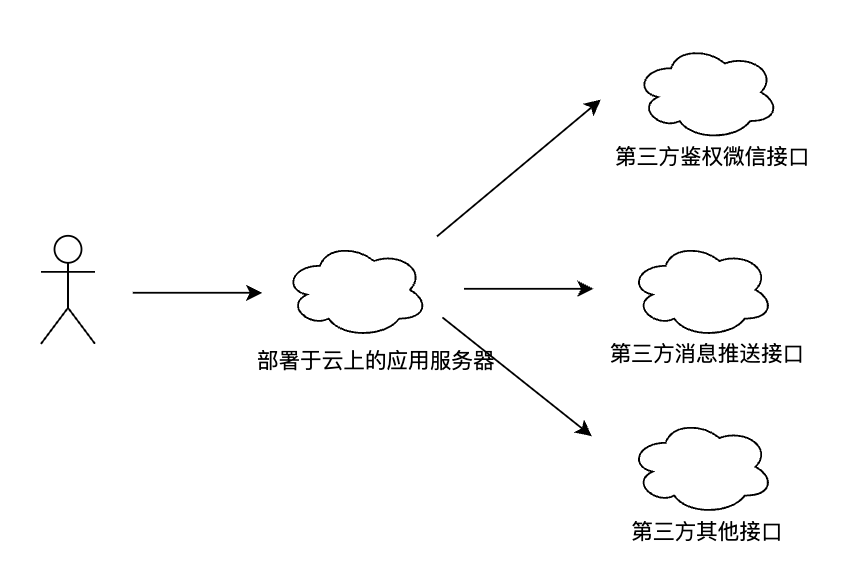 第三方鉴权微信接口
部署于云上的应用服务器
第三方消息推送接口
第三方其他接口